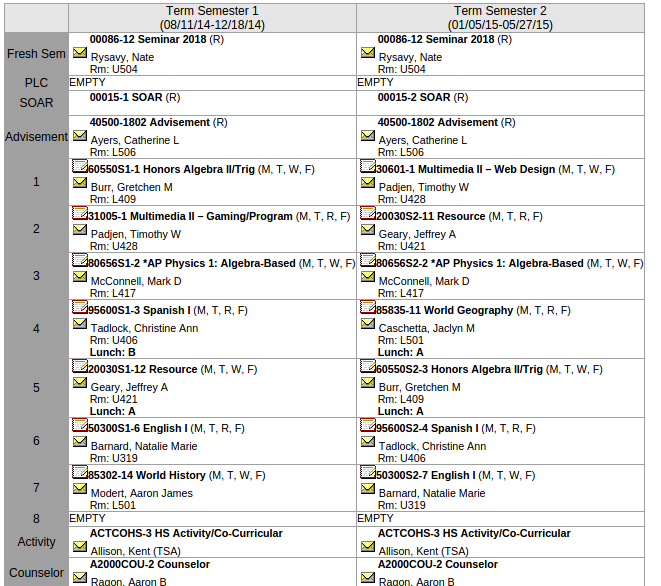 Term Semester 1
(08/11/14-12/18/14)
Term Semester 2
(01/05/15-05/27/15)
Fresh Sem
00086-12 Seminar 2018 (R)
Rysavy, Nate
Rm: U504
00086-12 Seminar 2018 (R)
Rysavy, Nate
Rm: U504
PLC
EMPTY
EMPTY
SOAR
00015-1 SOAR (R)
00015-2 SOAR (R)
Advisement
40500-1802 Advisement (R)
Ayers, Catherine L
Rm: L506
40500-1802 Advisement (R)
Ayers, Catherine L
Rm: L506
1
60550S1-1 Honors Algebra II/Trig (M, T, W, F)
Burr, Gretchen M
Rm: L409
30601-1 Multimedia II – Web Design (M, T, W, F)
Padjen, Timothy W
Rm: U428
2
31005-1 Multimedia II – Gaming/Program (M, T, R, F)
Padjen, Timothy W
Rm: U428
20030S2-11 Resource (M, T, R, F)
Geary, Jeffrey A
Rm: U421
3
80656S1-2 *AP Physics 1: Algebra-Based (M, T, W, F)
McConnell, Mark D
Rm: L417
80656S2-2 *AP Physics 1: Algebra-Based (M, T, W, F)
McConnell, Mark D
Rm: L417
4
95600S1-3 Spanish I (M, T, R, F)
Tadlock, Christine Ann
Rm: U406
Lunch: B
85835-11 World Geography (M, T, R, F)
Caschetta, Jaclyn M
Rm: L501
Lunch: A
5
20030S1-12 Resource (M, T, W, F)
Geary, Jeffrey A
Rm: U421
Lunch: A
60550S2-3 Honors Algebra II/Trig (M, T, W, F)
Burr, Gretchen M
Rm: L409
Lunch: A
6
50300S1-6 English I (M, T, R, F)
Barnard, Natalie Marie
Rm: U319
95600S2-4 Spanish I (M, T, R, F)
Tadlock, Christine Ann
Rm: U406
7
85302-14 World History (M, T, W, F)
Modert, Aaron James
Rm: L501
50300S2-7 English I (M, T, W, F)
Barnard, Natalie Marie
Rm: U319
8
EMPTY
EMPTY
Activity
ACTCOHS-3 HS Activity/Co-Curricular
Allison, Kent (TSA)
ACTCOHS-3 HS Activity/Co-Curricular
Allison, Kent (TSA)
Counselor
A2000COU-2 Counselor
Ragon, Aaron B
A2000COU-2 Counselor
Ragon, Aaron B